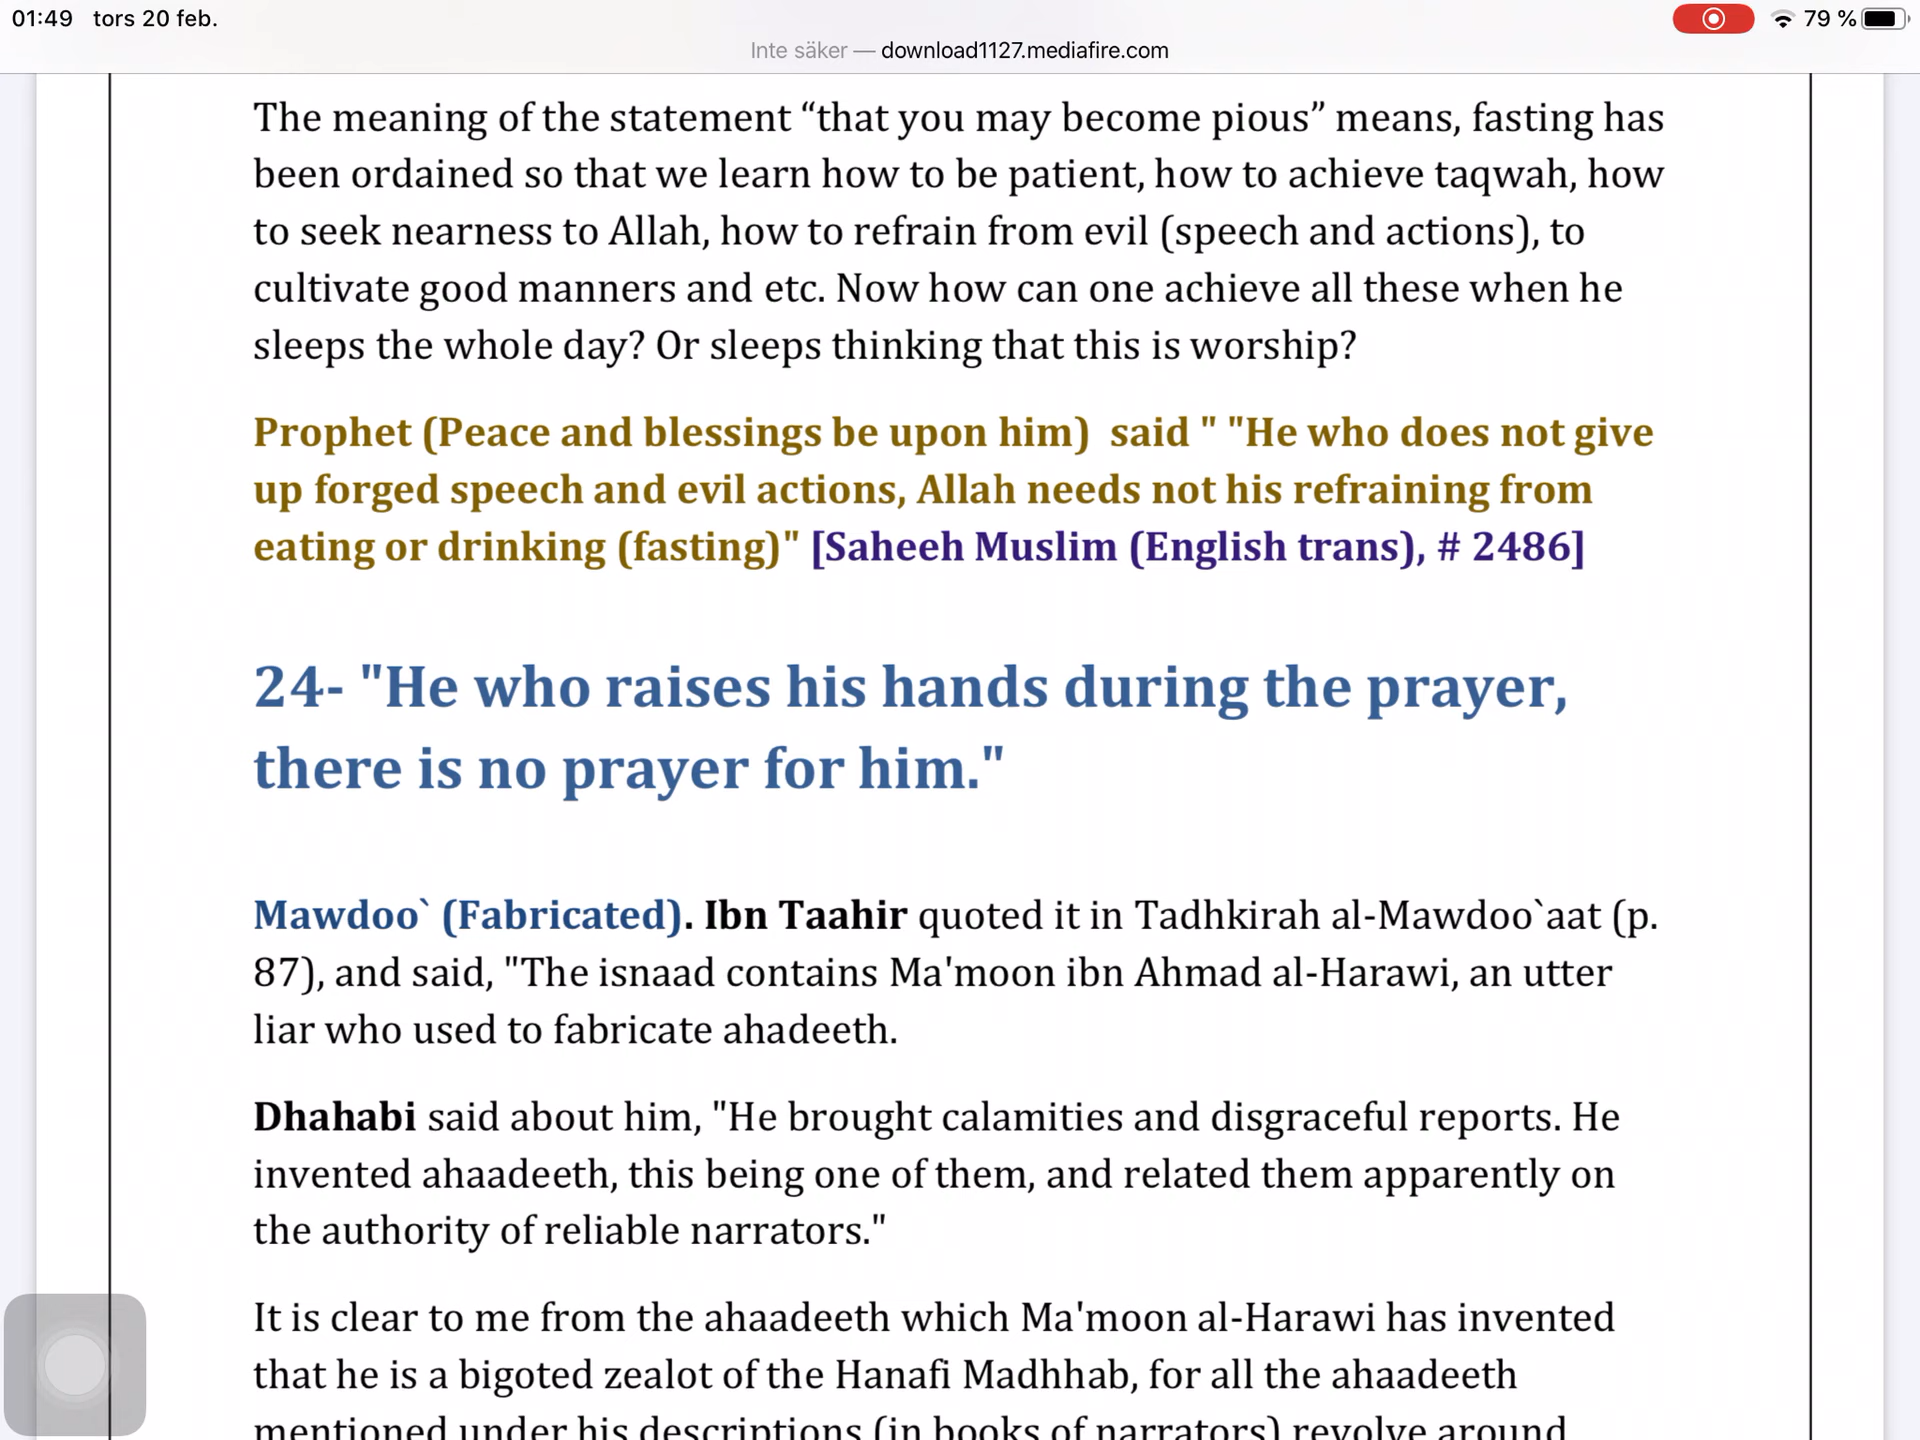 01:49 tors 20 feb.
79 %
Inte säker — download1127.mediafire.com
The meaning of the statement “that you may become pious” means, fasting has
been ordained so that we learn how to be patient, how to achieve taqwah, how
to seek nearness to Allah, how to refrain from evil (speech and actions), to
cultivate good manners and etc. Now how can one achieve all these when he
sleeps the whole day? Or sleeps thinking that this is worship?
Prophet (Peace and blessings be upon him)  said " "He who does not give
up forged speech and evil actions, Allah needs not his refraining from
eating or drinking (fasting)" [Saheeh Muslim (English trans), # 2486]
24- "He who raises his hands during the prayer,
there is no prayer for him."
Mawdoo` (Fabricated). Ibn Taahir quoted it in Tadhkirah al-Mawdoo`aat (p.
87), and said, "The isnaad contains Ma'moon ibn Ahmad al-Harawi, an utter
liar who used to fabricate ahadeeth.
Dhahabi said about him, "He brought calamities and disgraceful reports. He
invented ahaadeeth, this being one of them, and related them apparently on
the authority of reliable narrators."
It is clear to me from the ahaadeeth which Ma'moon al-Harawi has invented
that he is a bigoted zealot of the Hanafi Madhhab, for all the ahaadeeth
mentioned under his descriptions (in books of narrators) revolve around